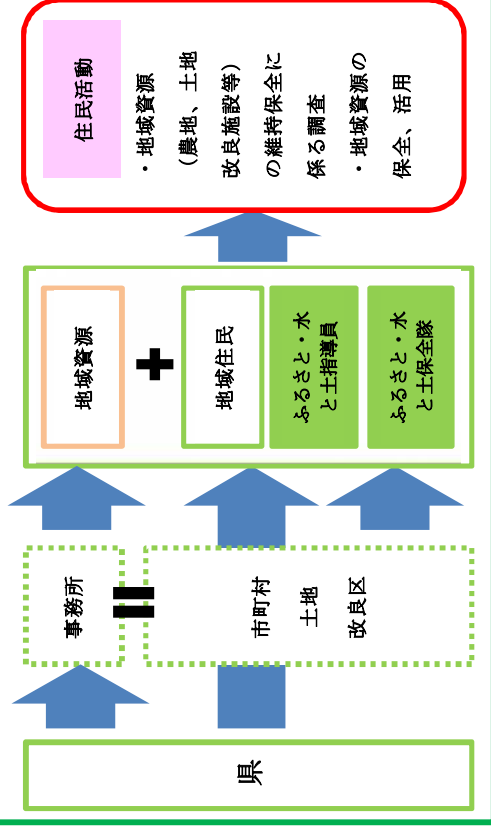 県
事務所
市町村
土地
改良区
地域資源
地域住民
ふるさと・水
と土指導員
ふるさと・水
と土保全隊
住民活動
・地域資源
（農地、土地
改良施設等）
の維持保全に
係る調査
・地域資源の
保全、活用